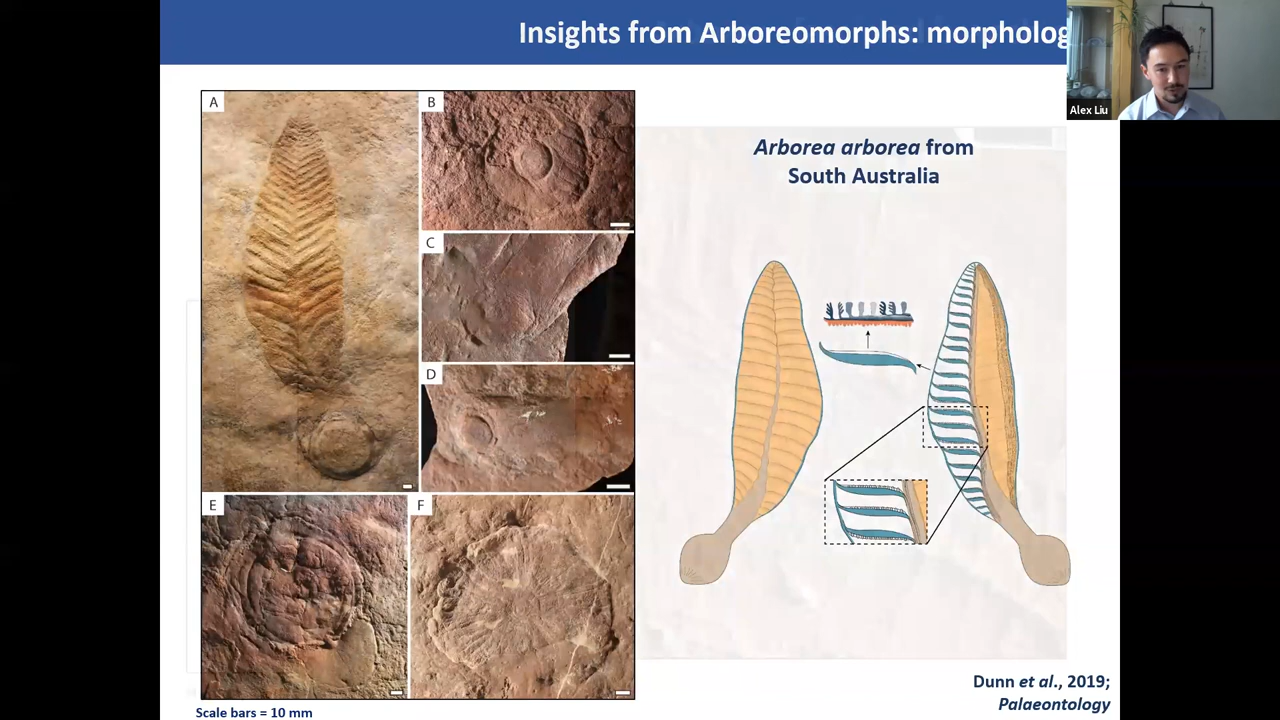 Insights from Arboreomorphs: morpholog
Alex Liu
A
B
C
D
E
F
Arborea arborea from
South Australia
Dunn et al., 2019;
Palaeontology
Scale bars = 10 mm